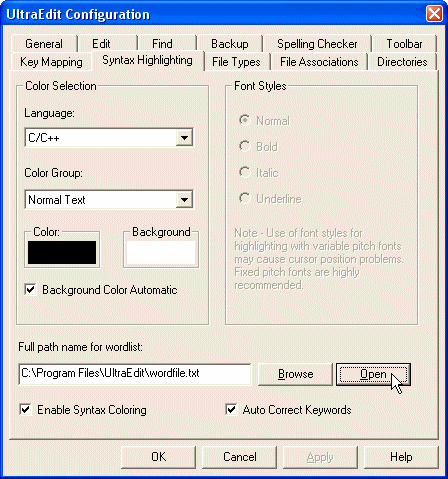 UltraEdit Configuration
General Edit Find Backup Spelling Checker Toolbar
Key Mapping Syntax Highlighting File Types File Associations Directories
Color Selection
Language:
C/C++
Color Group:
Normal Text
Color: Background
Background Color Automatic
Font Styles
Normal
Bold
Italic
Underline
Note - Use of font styles for
highlighting with variable pitch fonts
may cause cursor position problems.
Fixed pitch fonts are highly
recommended.
Full path name for wordlist:
C:\Program Files\UltraEdit\wordfile.txt Browse Open
Enable Syntax Coloring Auto Correct Keywords
OK Cancel Apply Help